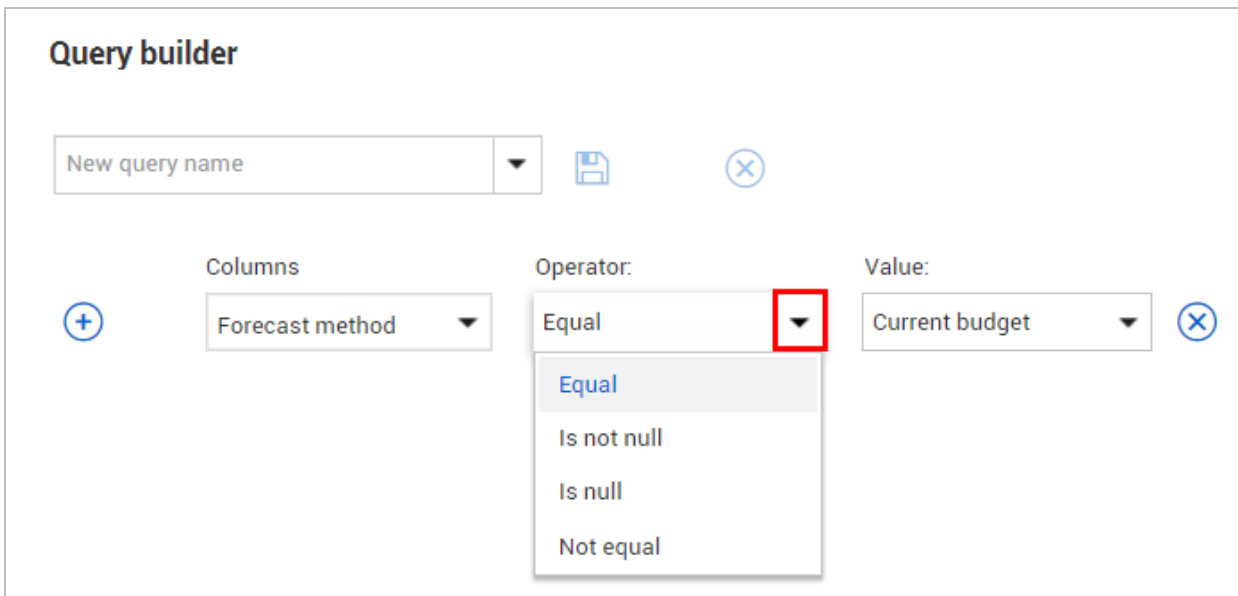 Query builder
New query name
Columns
Operator:
Value:
Forecast method
Equal
Current budget
Equal
Is not null
Is null
Not equal